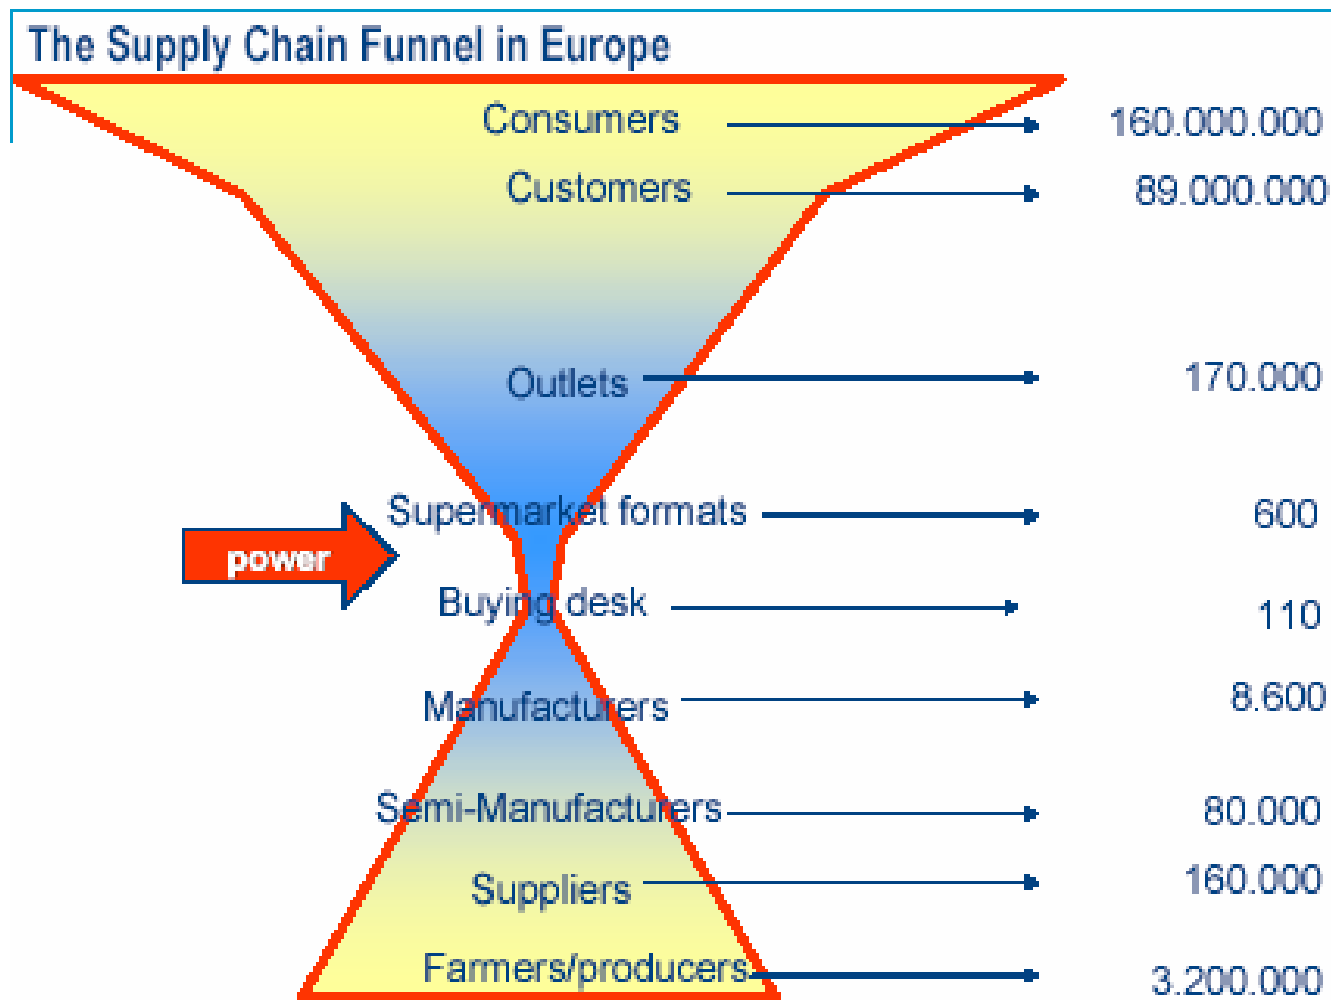 The Supply Chain Funnel in Europe
Consumers 160.000.000
Customers 89.000.000
Outlets 170.000
Supermarket formats 600
power
Buying desk 110
Manufacturers 8.600
Semi-Manufacturers 80.000
Suppliers 160.000
Farmers/producers 3.200.000